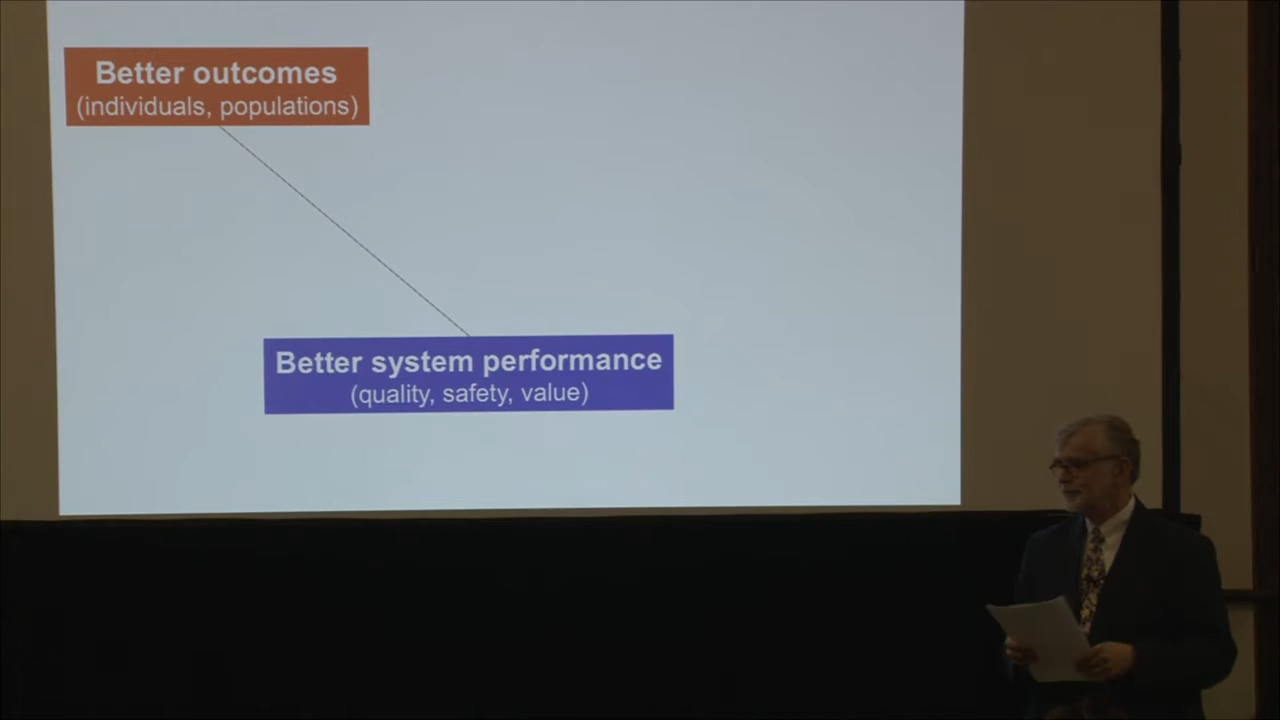 Better outcomes
(individuals, populations)
Better system performance
(quality, safety, value)